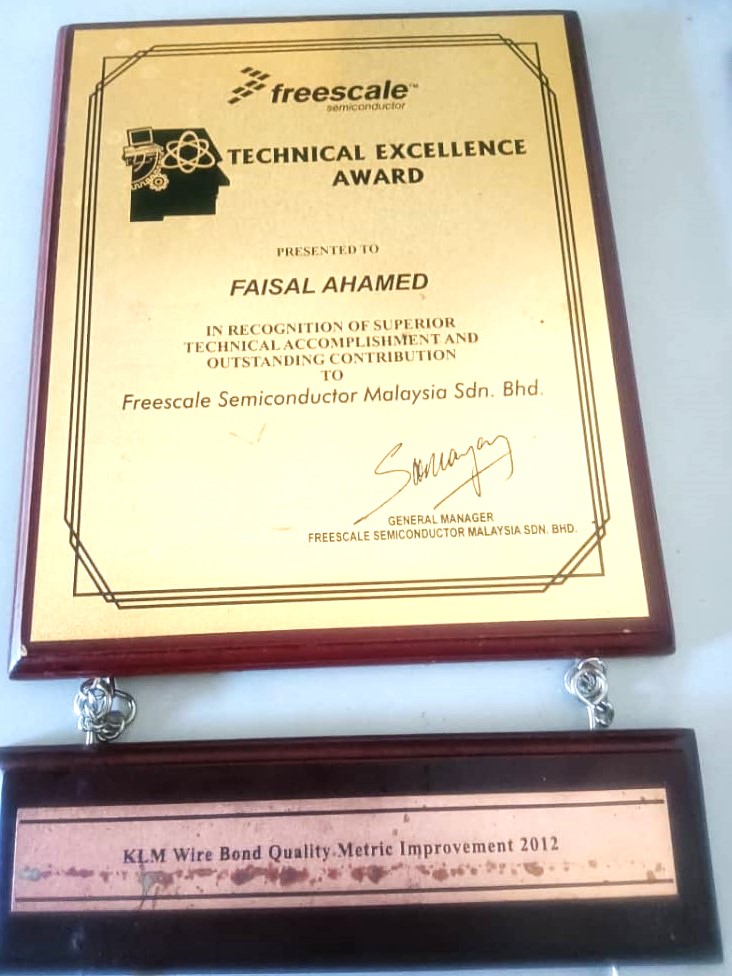 freescale™
semiconductor
TECHNICAL EXCELLENCE
AWARD
PRESENTED TO
FAISAL AHAMED
IN RECOGNITION OF SUPERIOR
TECHNICAL ACCOMPLISHMENT AND
OUTSTANDING CONTRIBUTION
TO
Freescale Semiconductor Malaysia Sdn. Bhd.
GENERAL MANAGER
FREESCALE SEMICONDUCTOR MALAYSIA SDN. BHD.
KLM Wire Bond Quality Metric Improvement 2012